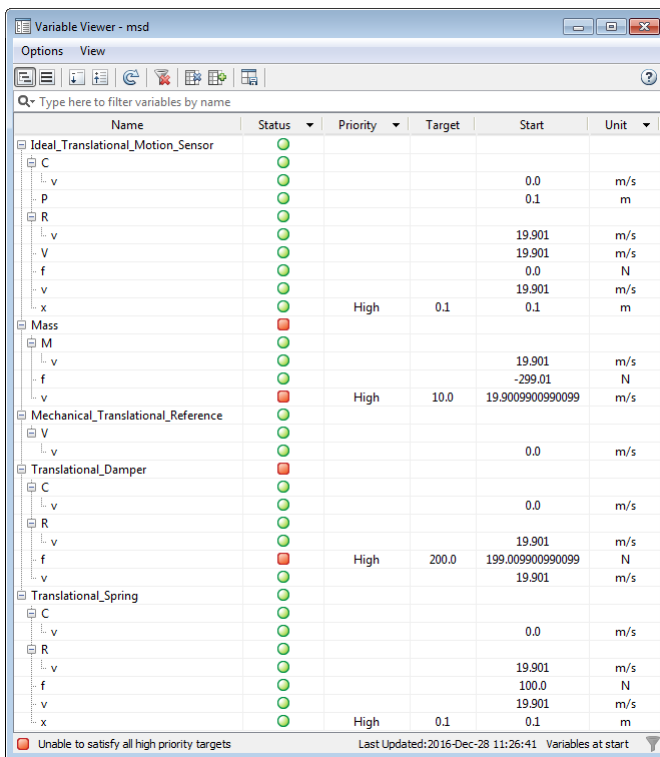 Variable Viewer - msd
Options View
Type here to filter variables by name
Name Status Priority Target Start Unit
Ideal_Translational_Motion_Sensor
C
v 0.0 m/s
P 0.1 m
R
v 19.901 m/s
V 19.901 m/s
f 0.0 N
v 19.901 m/s
x High 0.1 0.1 m
Mass
M
v 19.901 m/s
f -299.01 N
v High 10.0 19.9009900990099 m/s
Mechanical_Translational_Reference
V
v 0.0 m/s
Translational_Damper
C
v 0.0 m/s
R
v 19.901 m/s
f High 200.0 199.009900990099 N
v 19.901 m/s
Translational_Spring
C
v 0.0 m/s
R
v 19.901 m/s
f 100.0 N
v 19.901 m/s
x High 0.1 0.1 m
Unable to satisfy all high priority targets Last Updated:2016-Dec-28 11:26:41 Variables at start